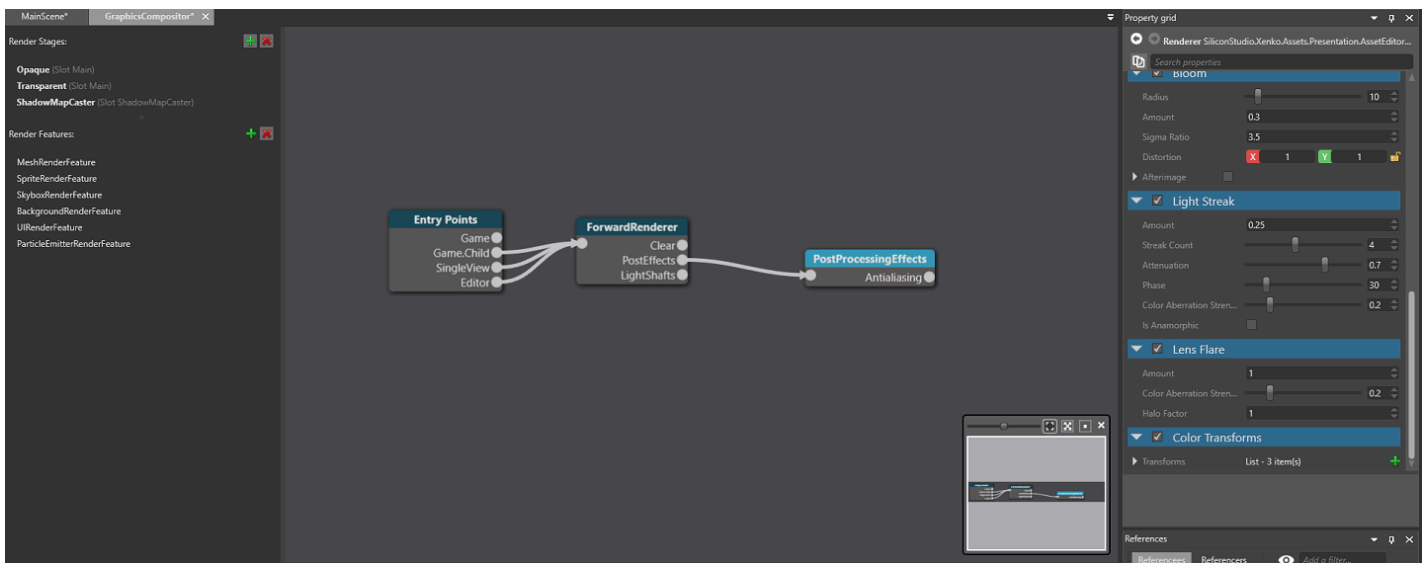 MainScene*
GraphicsCompositor*
Render Stages:
Opaque (Slot Main)
Transparent (Slot Main)
ShadowMapCaster (Slot ShadowMapCaster)
Render Features:
MeshRenderFeature
SpriteRenderFeature
SkyboxRenderFeature
BackgroundRenderFeature
UIRenderFeature
ParticleEmitterRenderFeature
Entry Points
Game
Game.Child
SingleView
Editor
ForwardRenderer
Clear
PostEffects
LightShafts
PostProcessingEffects
Antialiasing
Property grid
Renderer SiliconStudio.Xenko.Assets.Presentation.AssetEditor...
Search properties
Bloom
Radius 10
Amount 0.3
Sigma Ratio 3.5
Distortion X 1 Y 1
Afterimage
Light Streak
Amount 0.25
Streak Count 4
Attenuation 0.7
Phase 30
Color Aberration Stren... 0.2
Is Anamorphic
Lens Flare
Amount 1
Color Aberration Stren... 0.2
Halo Factor 1
Color Transforms
Transforms List - 3 item(s)
References
Referencees Referencers Add a filter...